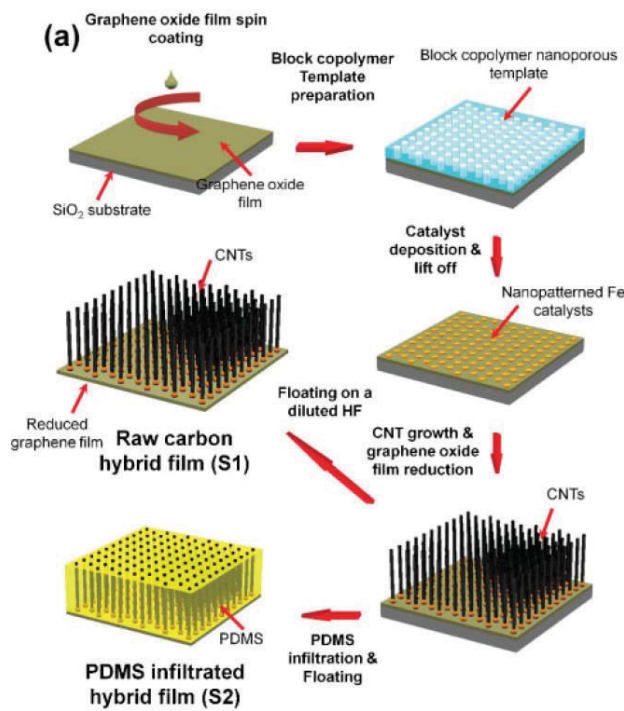 (a)
Graphene oxide film spin
coating
Block copolymer
Template
preparation
Block copolymer nanoporous
template
Graphene oxide
film
SiO₂ substrate
Catalyst
deposition &
lift off
Nanopatterned Fe
catalysts
CNT growth &
graphene oxide
film reduction
CNTs
Floating on a
diluted HF
CNTs
Reduced
graphene film
Raw carbon
hybrid film (S1)
PDMS
infiltration &
Floating
PDMS
PDMS infiltrated
hybrid film (S2)